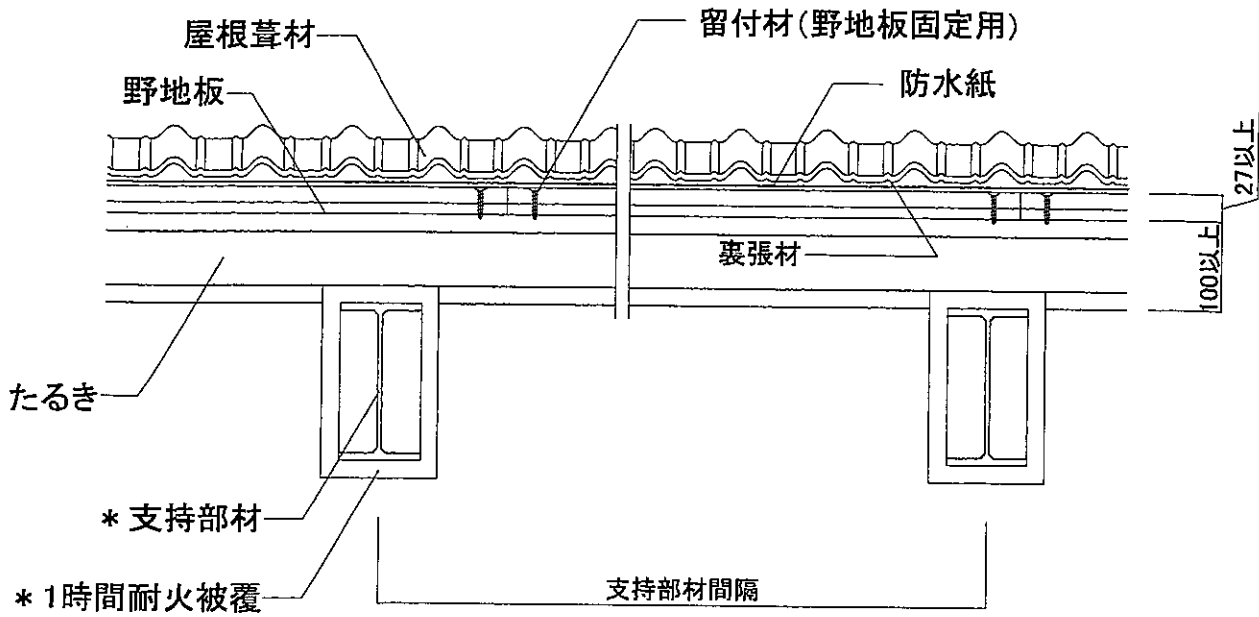 屋根葺材
留付材(野地板固定用)
野地板
防水紙
27以上
裏張材
100以上
たるき
*支持部材
*1時間耐火被覆
支持部材間隔